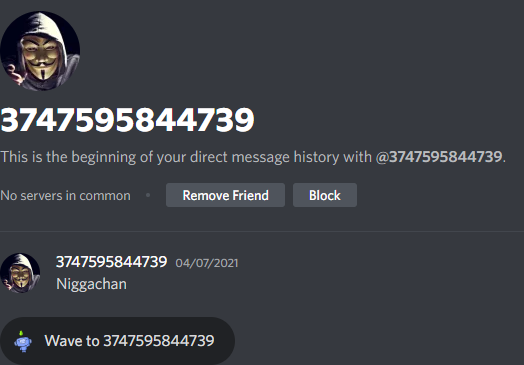 3747595844739
This is the beginning of your direct message history with @3747595844739.
No servers in common • Remove Friend Block
3747595844739 04/07/2021
Niggachan
Wave to 3747595844739